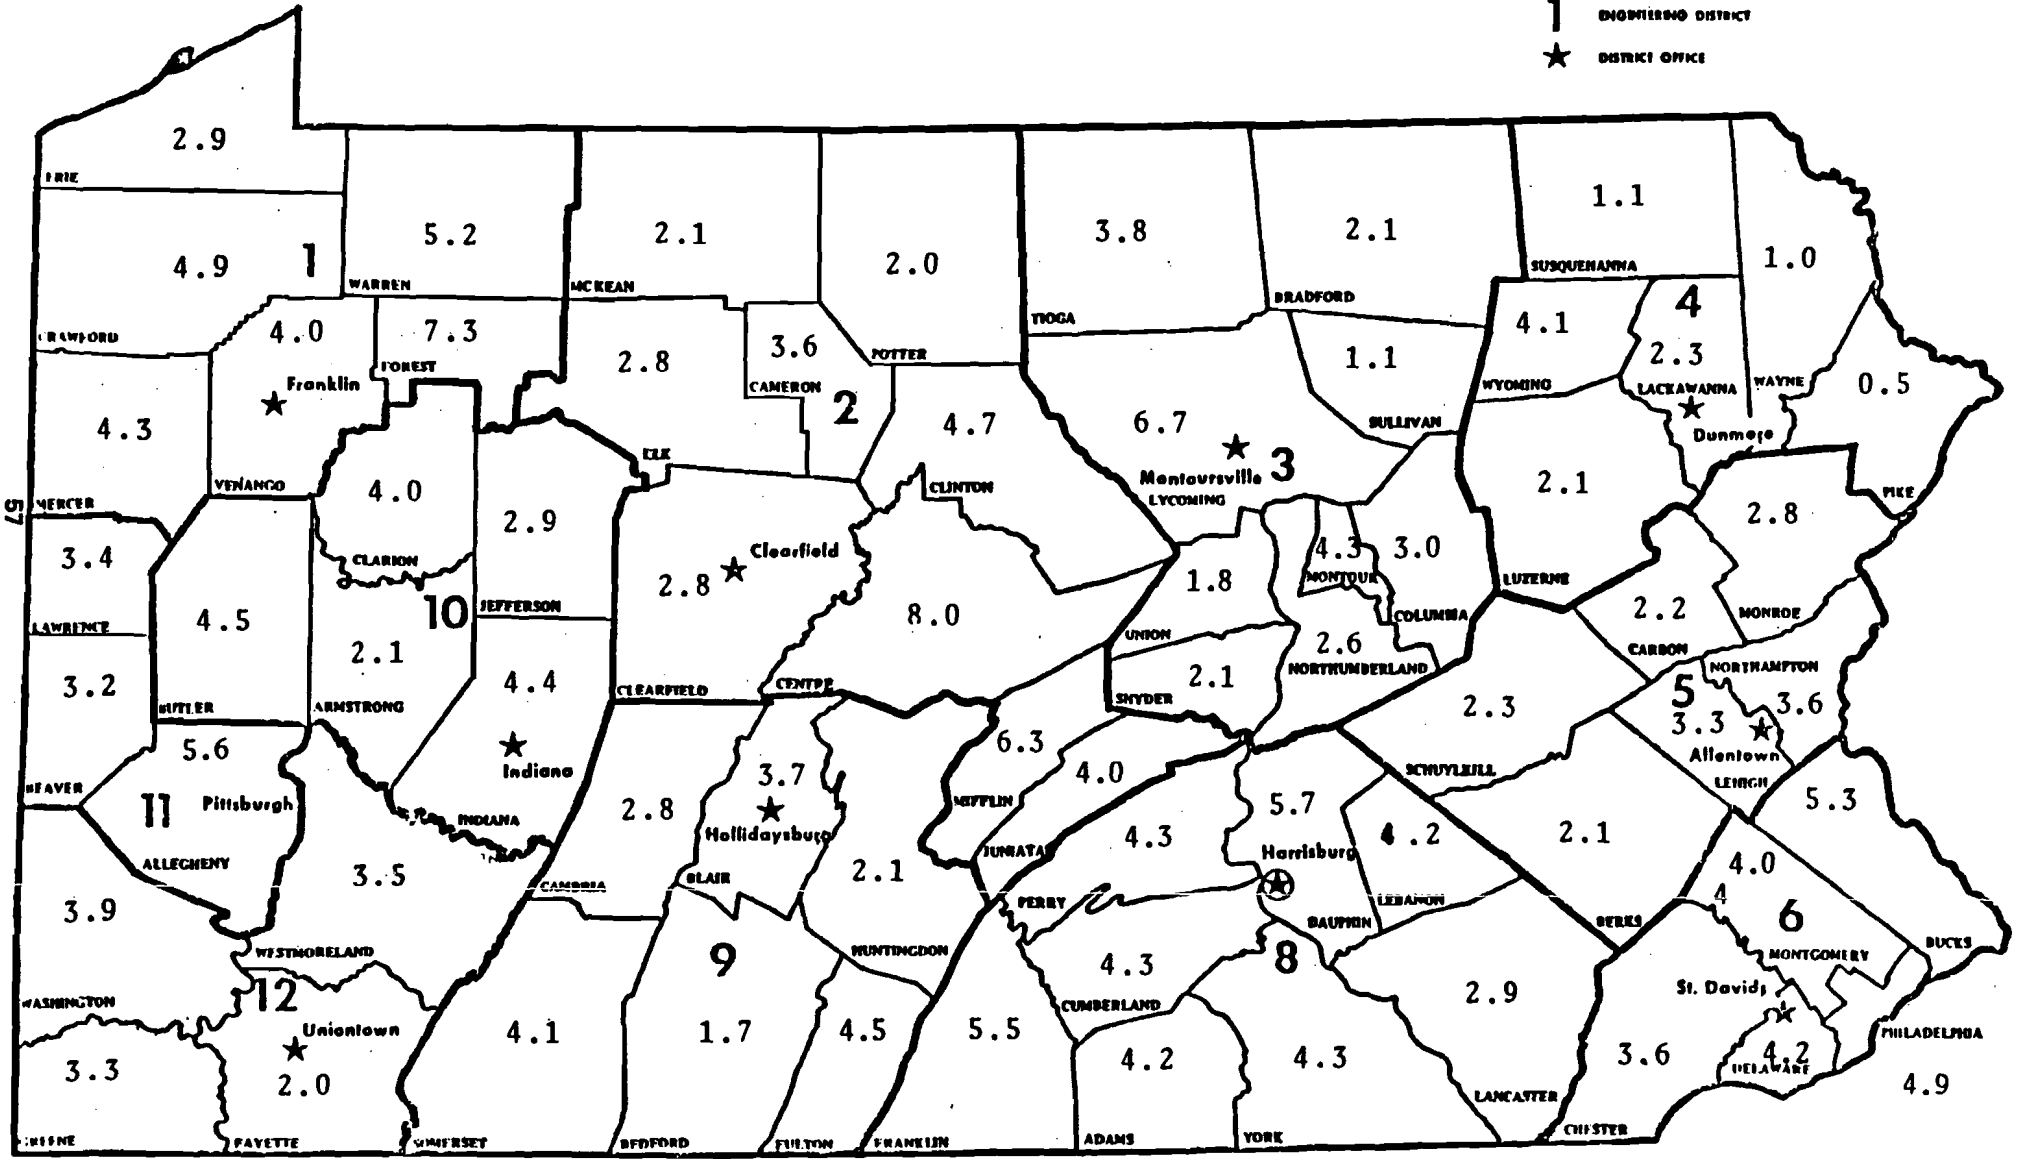 1 ENGINEERING DISTRICT
★ DISTRICT OFFICE
2.9
ERIE
1.1
5.2
2.1
3.8
2.1
4.9
1
2.0
1.0
WARREN
MCKEAN
SUSQUEHANNA
BRADFORD
4
TIOGA
4.0
7.3
4.1
CRAWFORD
3.6
2.3
POTTER
1.1
2.8
FOREST
Franklin
CAMERON
WYOMING
LACKAWANNA
WAYNE
0.5
2
4.3
4.7
6.7
SULLIVAN
Dunmore
ELK
3
Montoursville
LYCOMING
VENANGO
4.0
CLINTON
2.1
PIKE
MERCER
57
2.9
2.8
3.4
CLARION
Clearfield
4.3
3.0
2.8
1.8
MONTOUR
LUZERNE
10
JEFFERSON
4.5
8.0
COLUMBIA
2.2
MONROE
LAWRENCE
UNION
2.6
CARBON
2.1
NORTHUMBERLAND
NORTHAMPTON
3.2
4.4
CLEARFIELD
CENTRE
2.1
SNYDER
5
BUTLER
ARMSTRONG
2.3
3.3
3.6
5.6
6.3
Allentown
Indiana
3.7
4.0
SCHUYLKILL
LEHIGH
BEAVER
11
Pittsburgh
MIFFLIN
5.7
5.3
INDIANA
2.8
Hollidaysburg
4.3
4.2
2.1
ALLEGHENY
JUNIATA
Harrisburg
3.5
CAMBRIA
BLAIR
2.1
4.0
3.9
PERRY
LEBANON
4
DAUPHIN
BERKS
6
WESTMORELAND
9
HUNTINGDON
8
MONTGOMERY
BUCKS
4.3
12
WASHINGTON
CUMBERLAND
2.9
St. Davids
Uniontown
4.1
1.7
4.5
5.5
PHILADELPHIA
3.3
2.0
4.2
4.3
3.6
4.2
DELAWARE
4.9
LANCASTER
GREENE
FAYETTE
SOMERSET
BEDFORD
FULTON
FRANKLIN
ADAMS
YORK
CHESTER